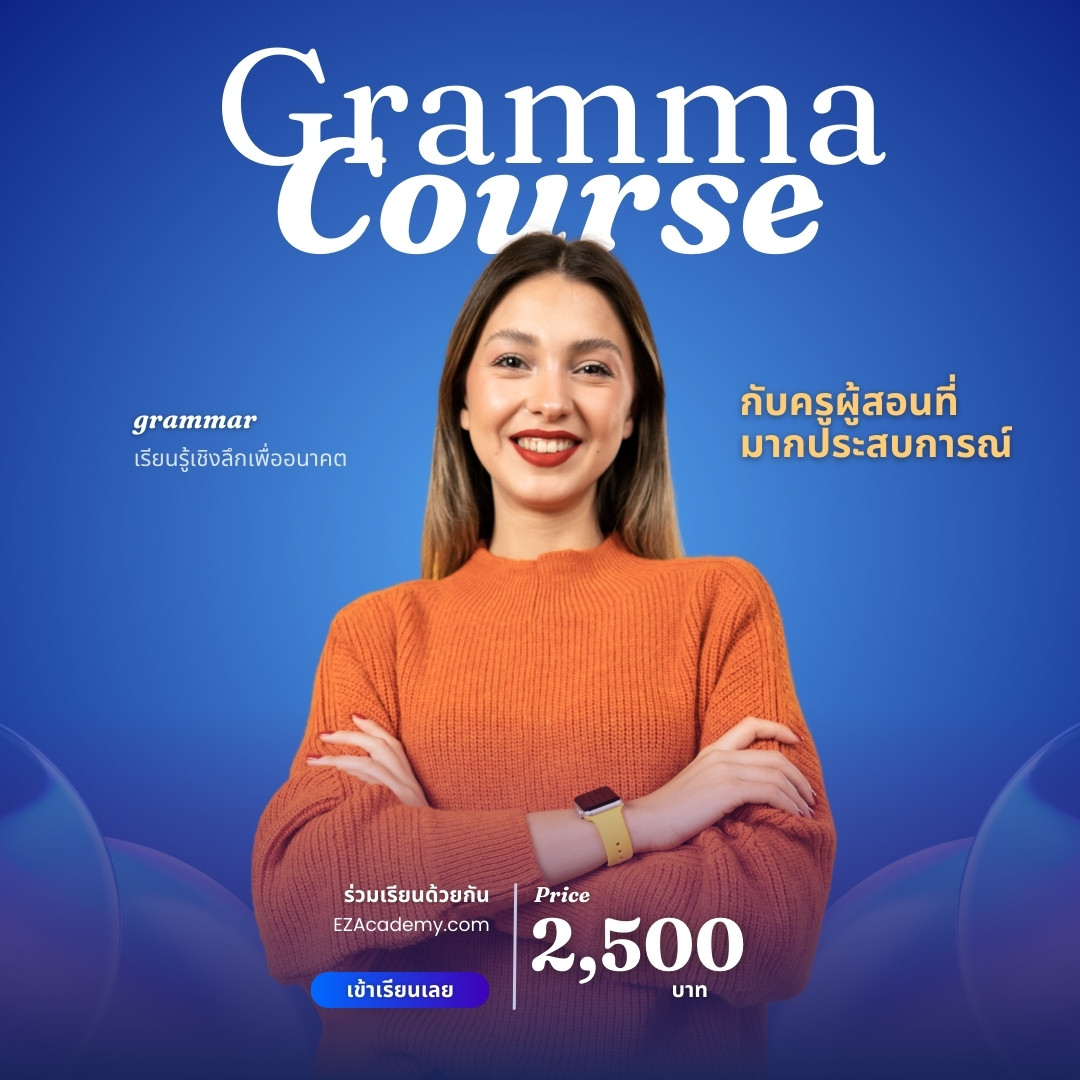 Gramma
Course
grammar
เรียนรู้เชิงลึกเพื่ออนาคต
กับครูผู้สอนที่
มากประสบการณ์
ร่วมเรียนด้วยกัน
EZAcademy.com
เข้าเรียนเลย
Price
2,500
บาท